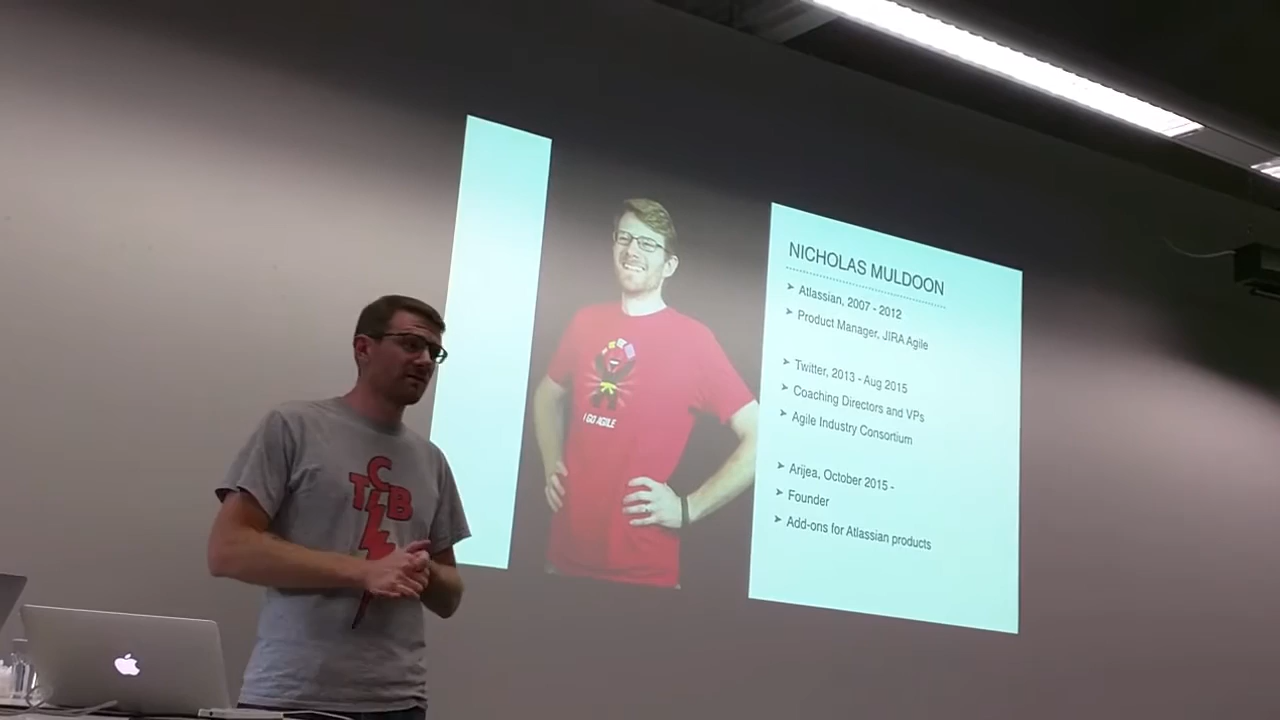 NICHOLAS MULDOON
➤ Atlassian, 2007 - 2012
➤ Product Manager, JIRA Agile
➤ Twitter, 2013 - Aug 2015
➤ Coaching Directors and VPs
➤ Agile Industry Consortium
➤ Arijea, October 2015 -
➤ Founder
➤ Add-ons for Atlassian products
I GO AGILE
TCB